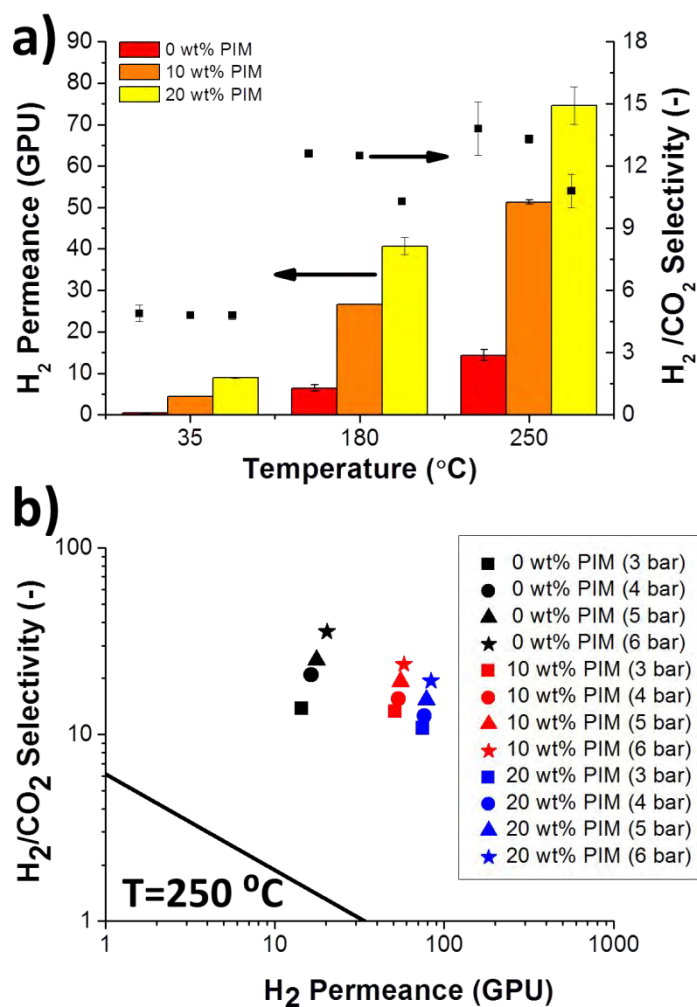 a)
0 wt% PIM
10 wt% PIM
20 wt% PIM
H2 Permeance (GPU)
90
80
70
60
50
40
30
20
10
0
18
15
12
9
6
3
0
H2 /CO2 Selectivity (-)
35 180 250
Temperature (°C)
b)
H2/CO2 Selectivity (-)
100
10
1
T=250 °C
1 10 100 1000
H2 Permeance (GPU)
0 wt% PIM (3 bar)
0 wt% PIM (4 bar)
0 wt% PIM (5 bar)
0 wt% PIM (6 bar)
10 wt% PIM (3 bar)
10 wt% PIM (4 bar)
10 wt% PIM (5 bar)
10 wt% PIM (6 bar)
20 wt% PIM (3 bar)
20 wt% PIM (4 bar)
20 wt% PIM (5 bar)
20 wt% PIM (6 bar)